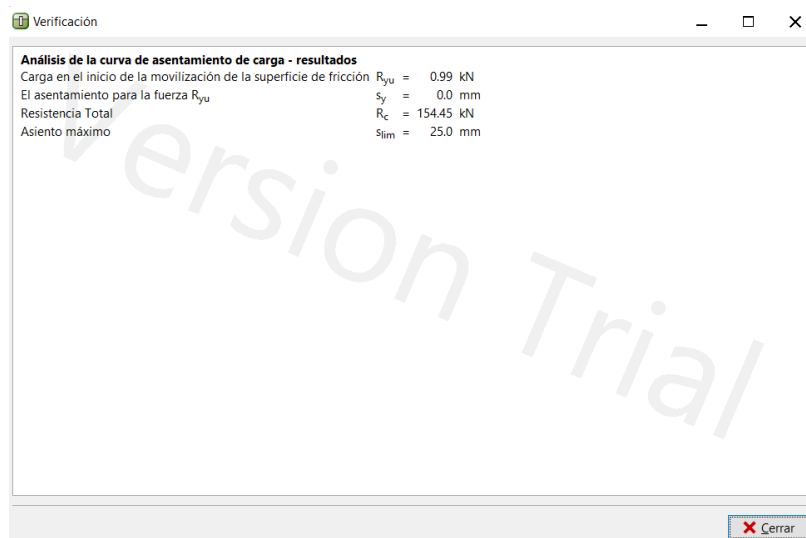 Verificación
Análisis de la curva de asentamiento de carga - resultados
Carga en el inicio de la movilización de la superficie de fricción Ryu = 0.99 kN
El asentamiento para la fuerza Ryu sy = 0.0 mm
Resistencia Total Rc = 154.45 kN
Asiento máximo slim = 25.0 mm
Version Trial
Cerrar